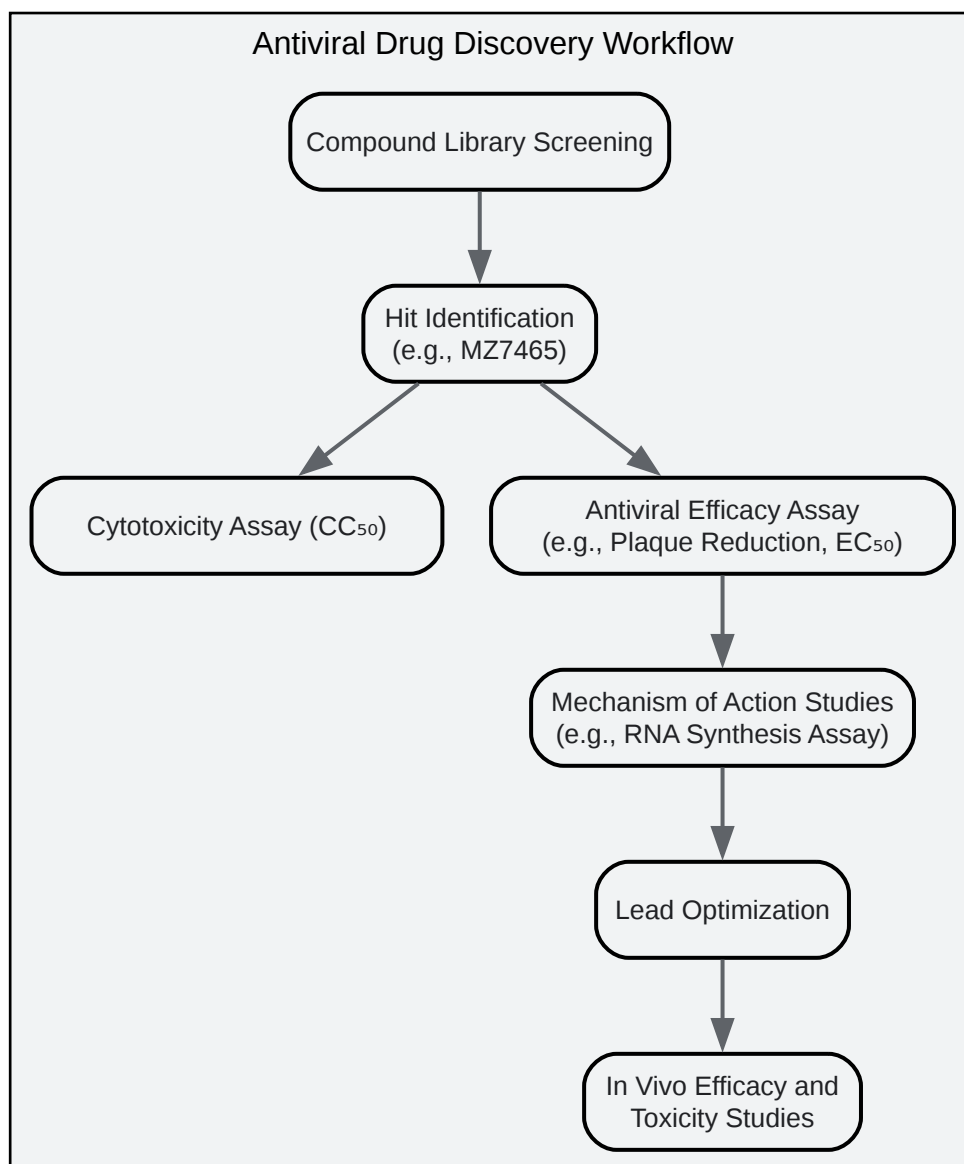 Antiviral Drug Discovery Workflow
Compound Library Screening
Hit Identification
(e.g., MZ7465)
Cytotoxicity Assay (CC₅₀)
Antiviral Efficacy Assay
(e.g., Plaque Reduction, EC₅₀)
Mechanism of Action Studies
(e.g., RNA Synthesis Assay)
Lead Optimization
In Vivo Efficacy and
Toxicity Studies